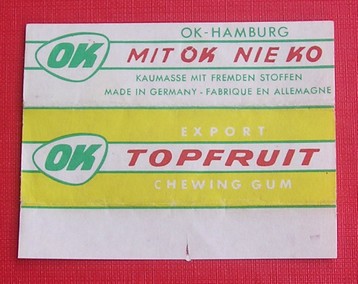 OK-HAMBURG
OK MIT OK NIE KO
KAUMASSE MIT FREMDEN STOFFEN
MADE IN GERMANY - FABRIQUE EN ALLEMAGNE
EXPORT
OK TOPFRUIT
CHEWING GUM